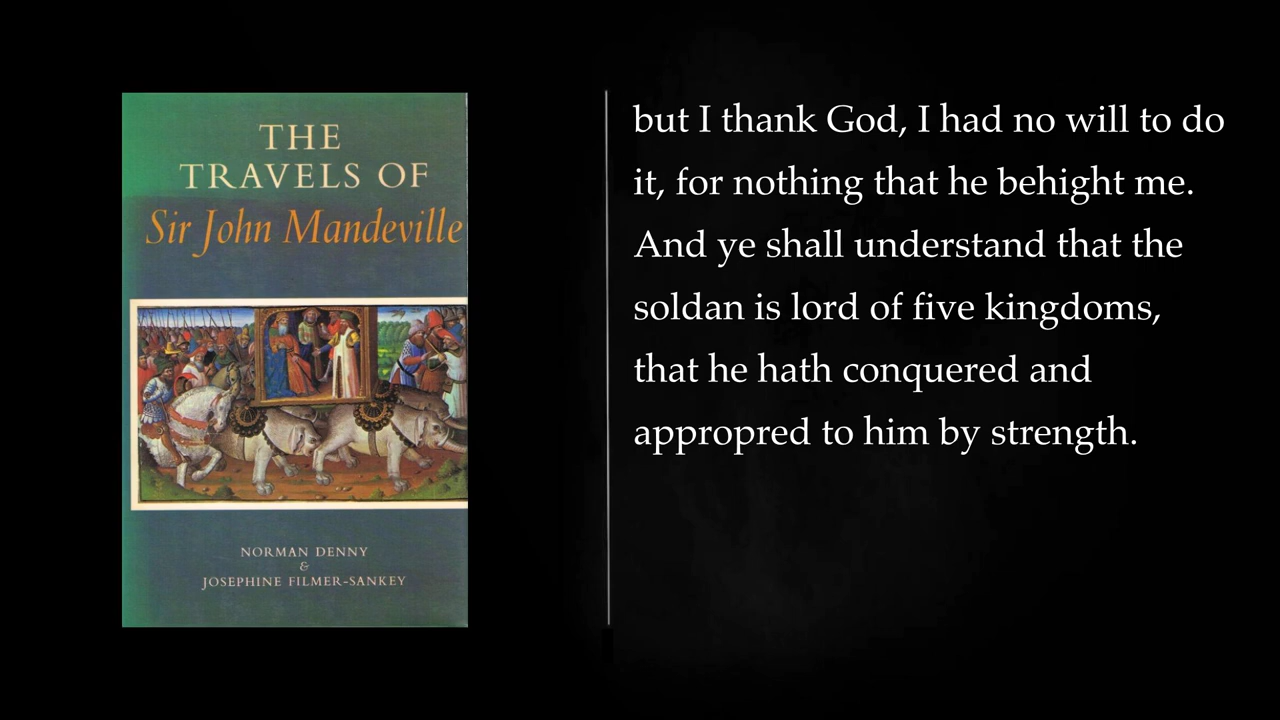 THE
TRAVELS OF
Sir John Mandeville
NORMAN DENNY
&
JOSEPHINE FILMER-SANKEY
but I thank God, I had no will to do
it, for nothing that he behight me.
And ye shall understand that the
soldan is lord of five kingdoms,
that he hath conquered and
appropred to him by strength.